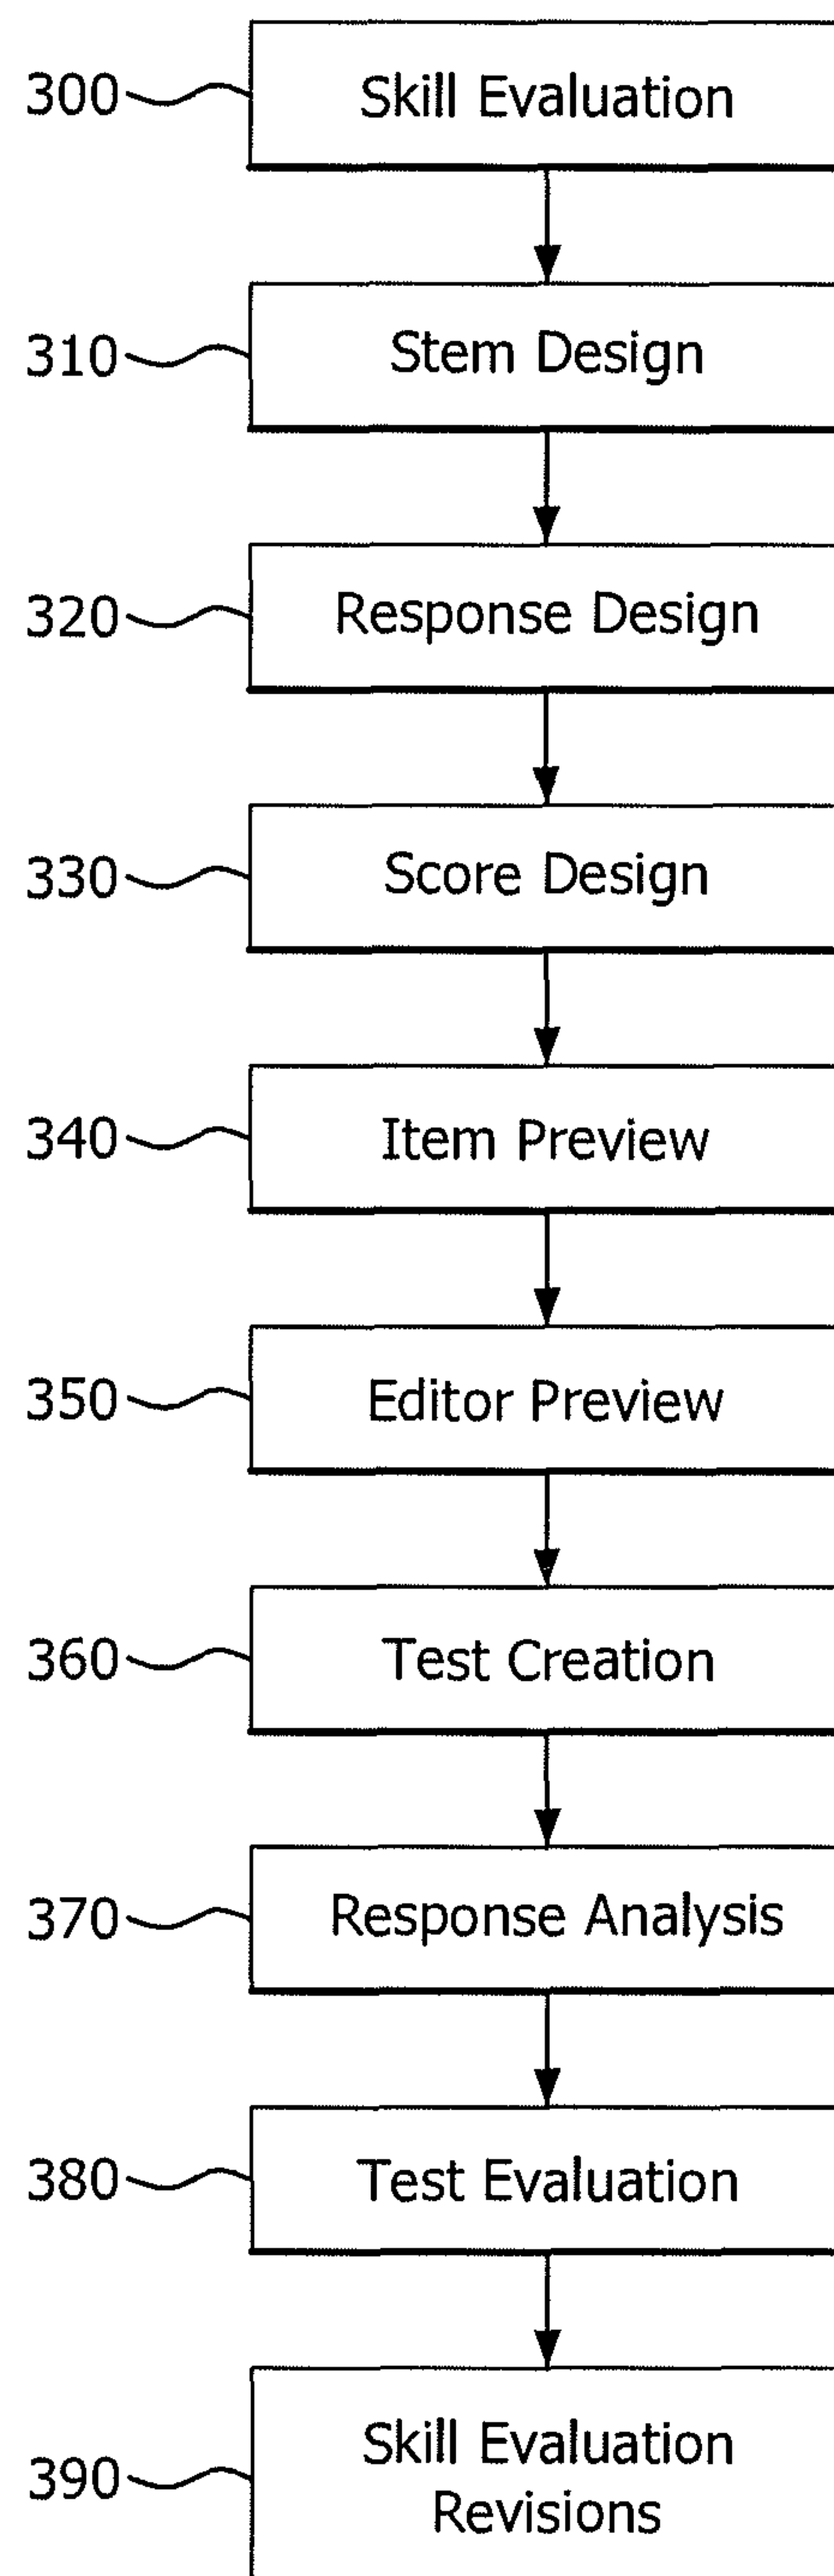 300 Skill Evaluation
310 Stem Design
320 Response Design
330 Score Design
340 Item Preview
350 Editor Preview
360 Test Creation
370 Response Analysis
380 Test Evaluation
390 Skill Evaluation
Revisions